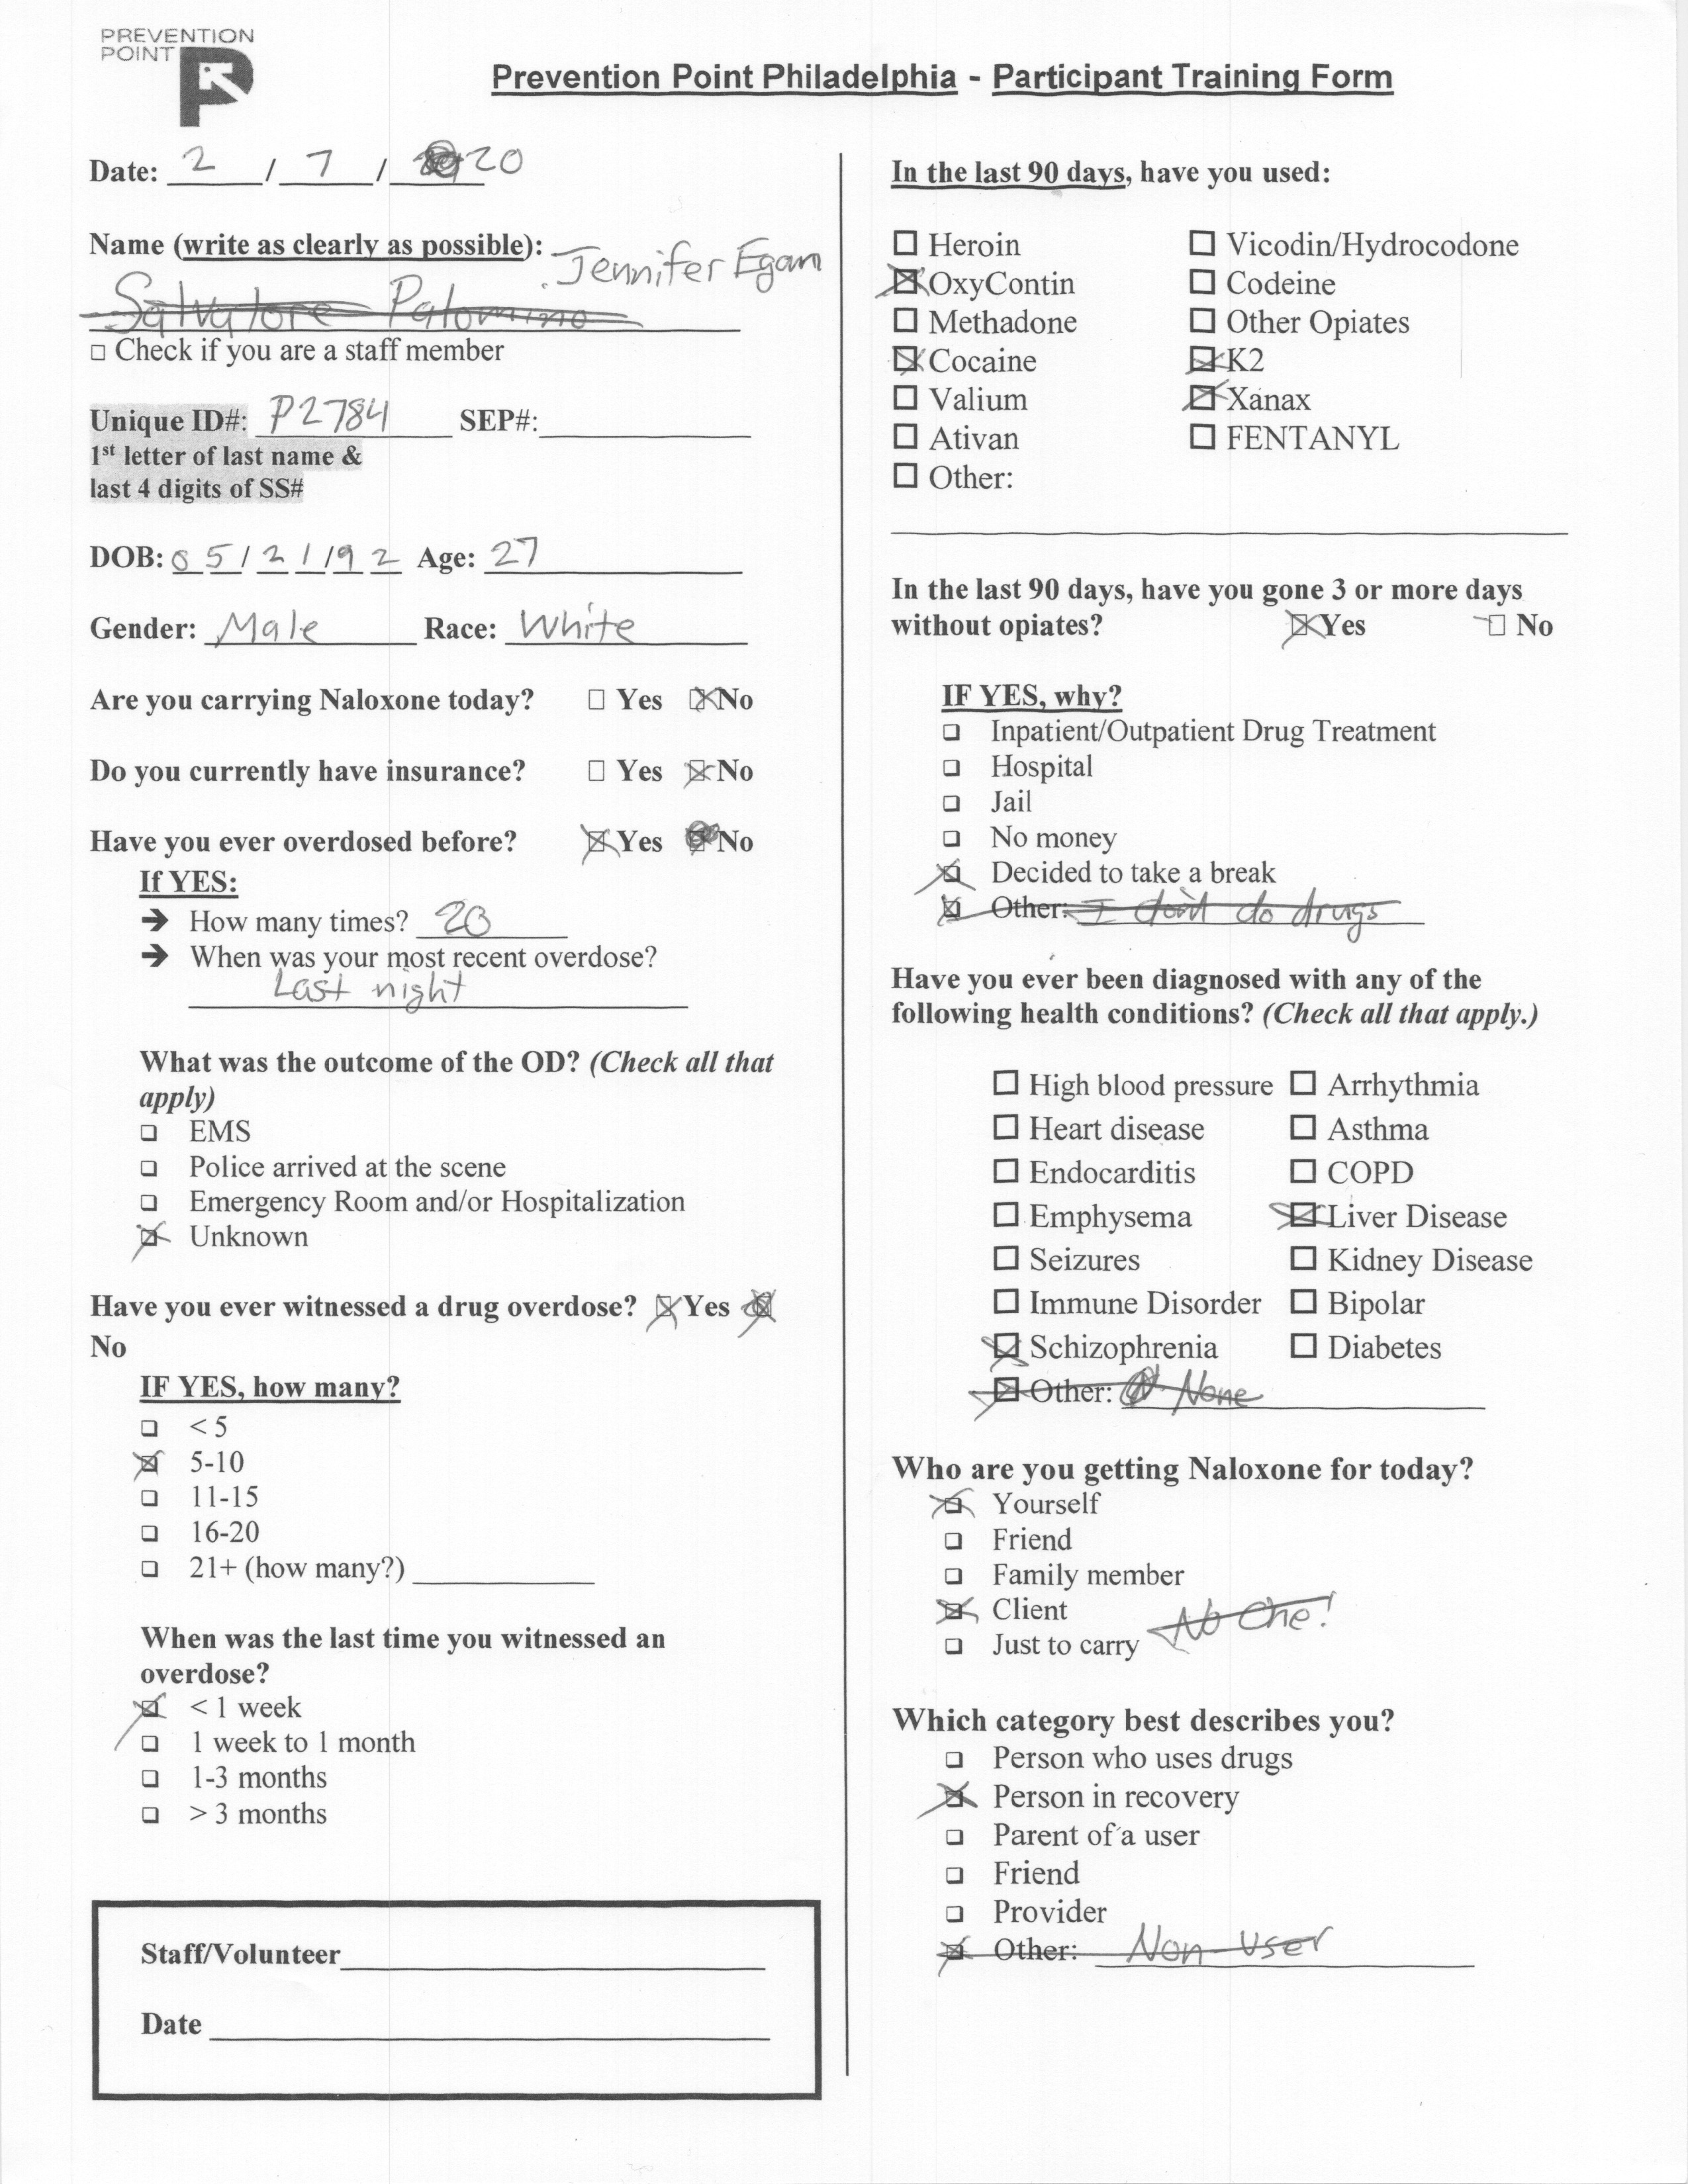 PREVENTION
POINT
Prevention Point Philadelphia - Participant Training Form
Date: 2 / 7 / 20
Name (write as clearly as possible): Jennifer Egan
Salvatore Palomino
☐ Check if you are a staff member
Unique ID#: P2784 SEP#:
1st letter of last name &
last 4 digits of SS#
DOB: 05/21/92 Age: 27
Gender: Male Race: White
Are you carrying Naloxone today? ☐ Yes ☒ No
Do you currently have insurance? ☐ Yes ☒ No
Have you ever overdosed before? ☒ Yes ☒ No
If YES:
➔ How many times? 20
➔ When was your most recent overdose?
Last night
What was the outcome of the OD? (Check all that
apply)
☐ EMS
☐ Police arrived at the scene
☐ Emergency Room and/or Hospitalization
☒ Unknown
Have you ever witnessed a drug overdose? ☒ Yes ☒
No
IF YES, how many?
☐ < 5
☒ 5-10
☐ 11-15
☐ 16-20
☐ 21+ (how many?)
When was the last time you witnessed an
overdose?
☒ < 1 week
☐ 1 week to 1 month
☐ 1-3 months
☐ > 3 months
Staff/Volunteer
Date
In the last 90 days, have you used:
☐ Heroin ☐ Vicodin/Hydrocodone
☒ OxyContin ☐ Codeine
☐ Methadone ☐ Other Opiates
☒ Cocaine ☒ K2
☐ Valium ☒ Xanax
☐ Ativan ☐ FENTANYL
☐ Other:
In the last 90 days, have you gone 3 or more days
without opiates? ☒ Yes ☐ No
IF YES, why?
☐ Inpatient/Outpatient Drug Treatment
☐ Hospital
☐ Jail
☐ No money
☒ Decided to take a break
☒ Other: I don't do drugs
Have you ever been diagnosed with any of the
following health conditions? (Check all that apply.)
☐ High blood pressure ☐ Arrhythmia
☐ Heart disease ☐ Asthma
☐ Endocarditis ☐ COPD
☐ Emphysema ☒ Liver Disease
☐ Seizures ☐ Kidney Disease
☐ Immune Disorder ☐ Bipolar
☒ Schizophrenia ☐ Diabetes
☒ Other: None
Who are you getting Naloxone for today?
☒ Yourself
☐ Friend
☐ Family member
☒ Client
No One!
☐ Just to carry
Which category best describes you?
☐ Person who uses drugs
☒ Person in recovery
☐ Parent of a user
☐ Friend
☐ Provider
☒ Other: Non-User